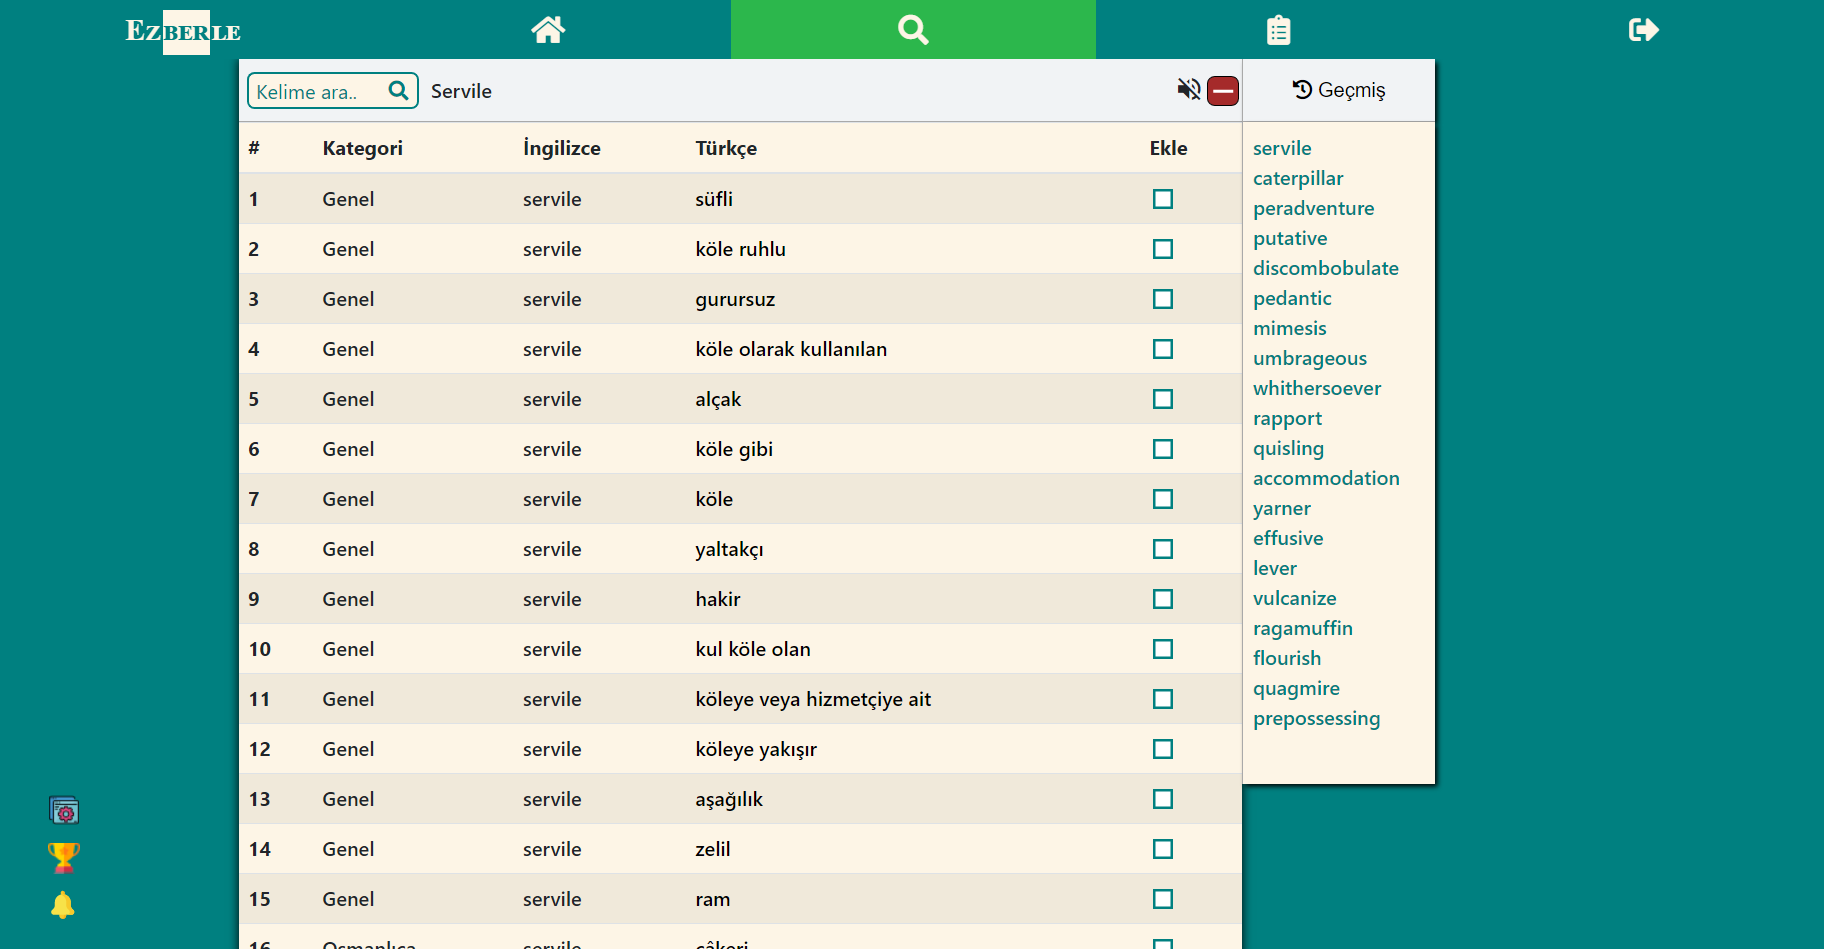 EZBERLE
Kelime ara.. Servile
Geçmiş
# Kategori İngilizce Türkçe Ekle
1 Genel servile süfli
2 Genel servile köle ruhlu
3 Genel servile gurursuz
4 Genel servile köle olarak kullanılan
5 Genel servile alçak
6 Genel servile köle gibi
7 Genel servile köle
8 Genel servile yaltakçı
9 Genel servile hakir
10 Genel servile kul köle olan
11 Genel servile köleye veya hizmetçiye ait
12 Genel servile köleye yakışır
13 Genel servile aşağılık
14 Genel servile zelil
15 Genel servile ram
16 Osmanlıca servile çâkeri
servile
caterpillar
peradventure
putative
discombobulate
pedantic
mimesis
umbrageous
whithersoever
rapport
quisling
accommodation
yarner
effusive
lever
vulcanize
ragamuffin
flourish
quagmire
prepossessing